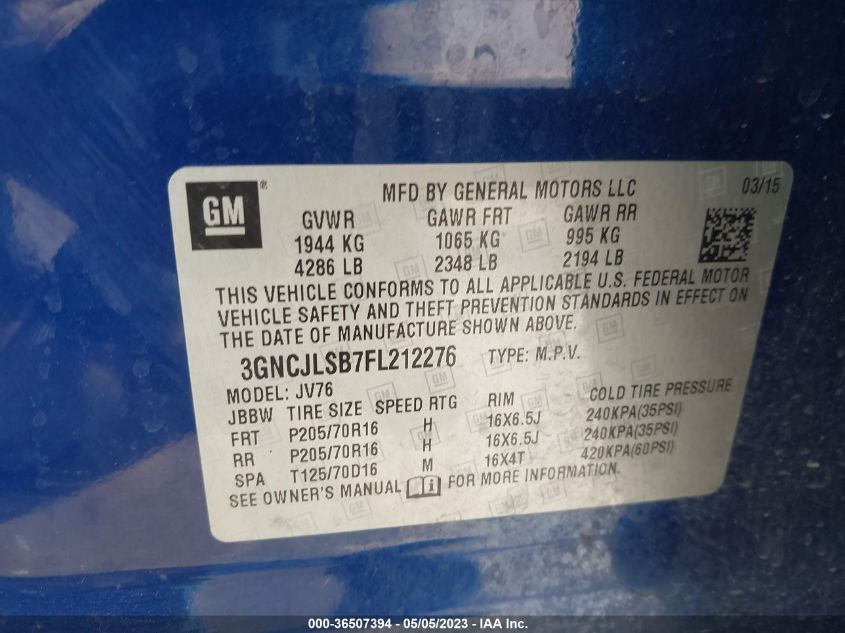 GM ®
MFD BY GENERAL MOTORS LLC 03/15
GVWR GAWR FRT GAWR RR
1944 KG 1065 KG 995 KG
4286 LB 2348 LB 2194 LB
THIS VEHICLE CONFORMS TO ALL APPLICABLE U.S. FEDERAL MOTOR
VEHICLE SAFETY AND THEFT PREVENTION STANDARDS IN EFFECT ON
THE DATE OF MANUFACTURE SHOWN ABOVE.
3GNCJLSB7FL212276 TYPE: M.P.V.
MODEL: JV76
JBBW TIRE SIZE SPEED RTG RIM COLD TIRE PRESSURE
FRT P205/70R16 H 16X6.5J 240KPA(35PSI)
RR P205/70R16 H 16X6.5J 240KPA(35PSI)
SPA T125/70D16 M 16X4T 420KPA(60PSI)
SEE OWNER'S MANUAL i FOR MORE INFORMATION.
000-36507394 - 05/05/2023 - IAA Inc.